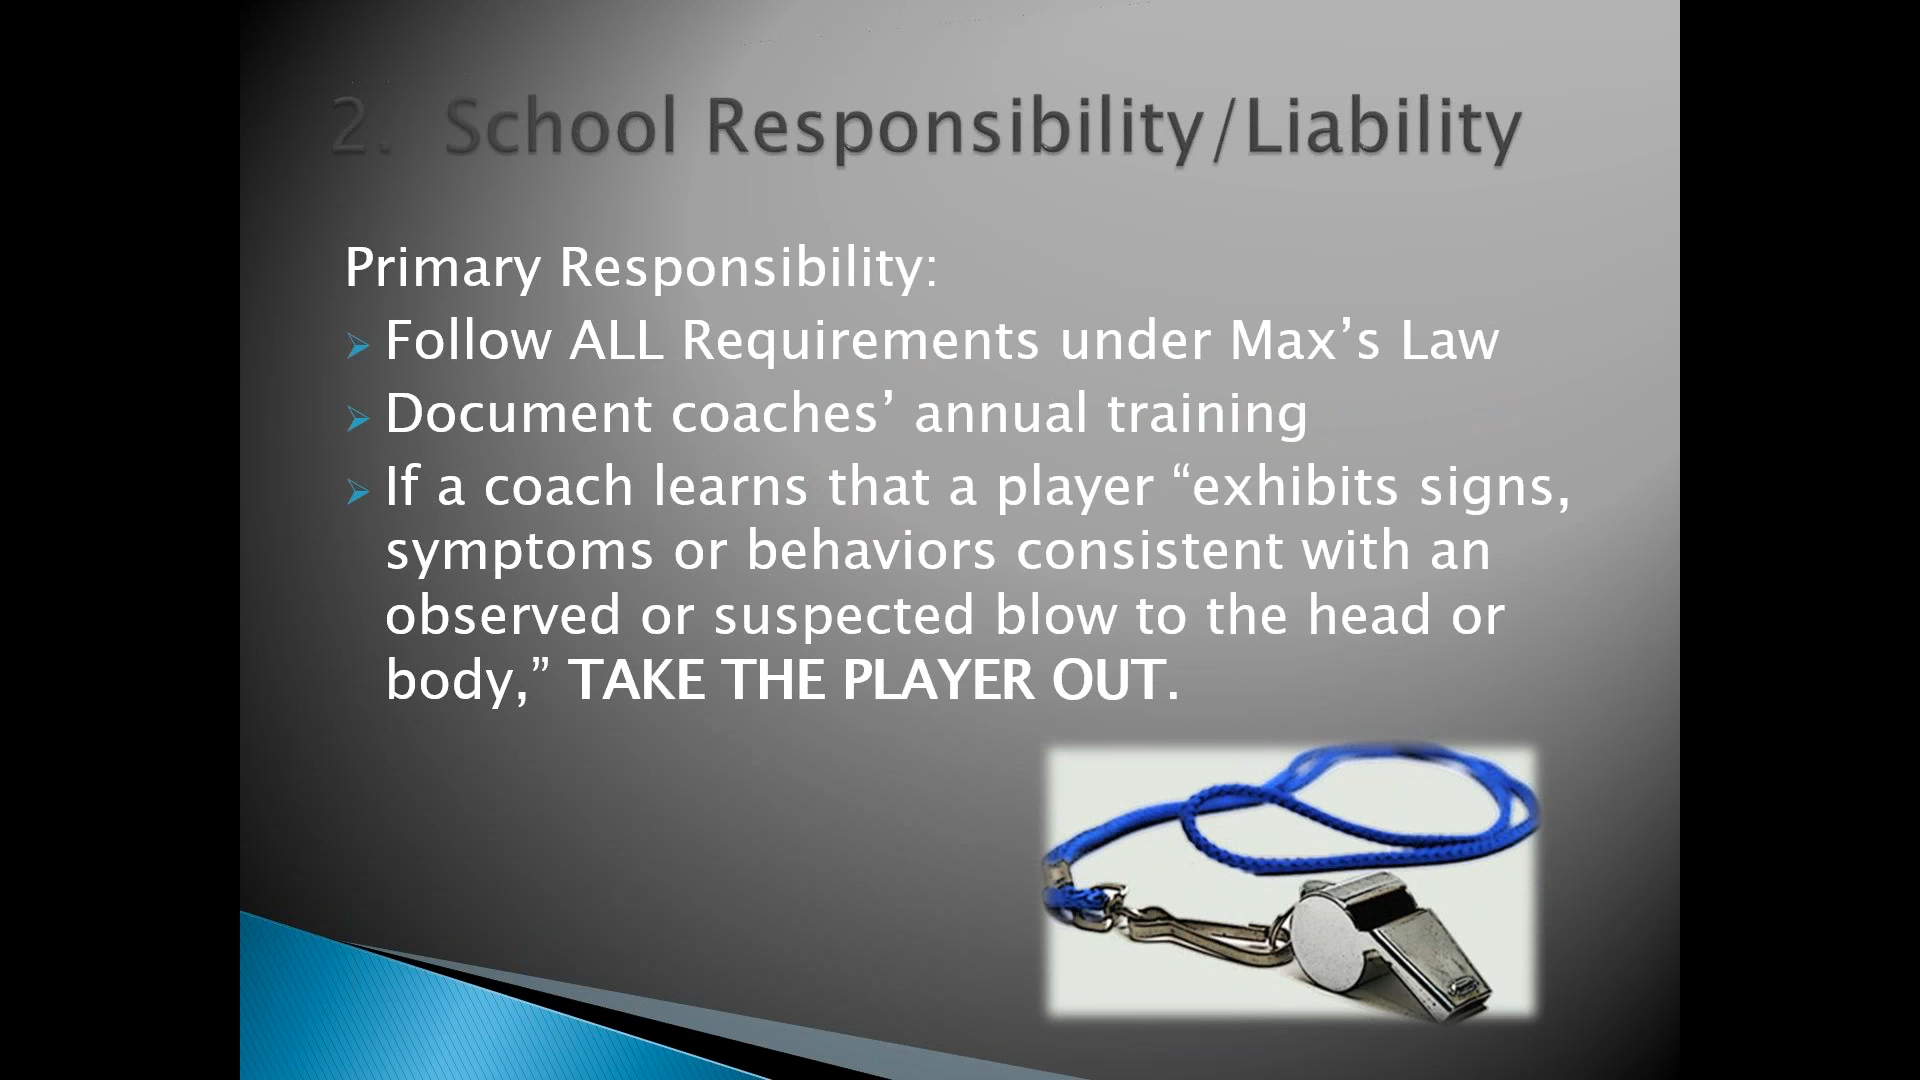 2. School Responsibility/Liability
Primary Responsibility:
Follow ALL Requirements under Max’s Law
Document coaches’ annual training
If a coach learns that a player “exhibits signs,
symptoms or behaviors consistent with an
observed or suspected blow to the head or
body,” TAKE THE PLAYER OUT.